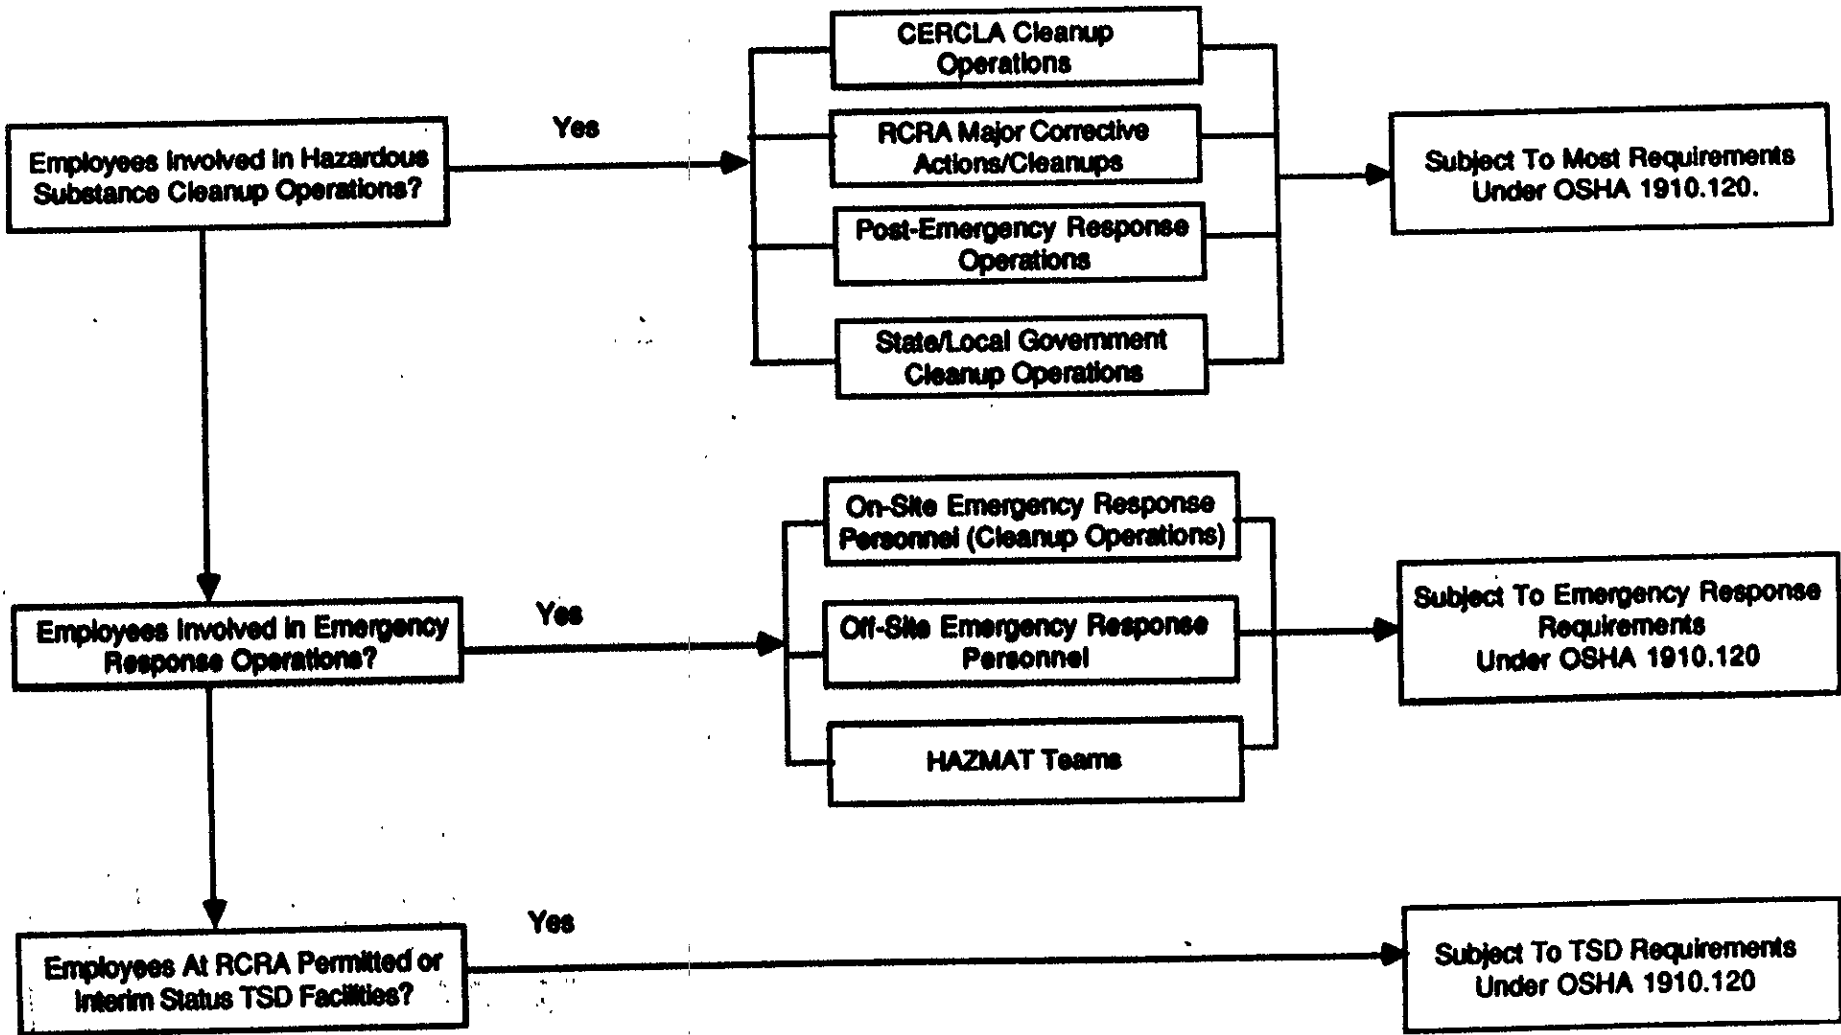 CERCLA Cleanup
Operations
Yes
RCRA Major Corrective
Actions/Cleanups
Employees Involved in Hazardous
Substance Cleanup Operations?
Subject To Most Requirements
Under OSHA 1910.120.
Post-Emergency Response
Operations
State/Local Government
Cleanup Operations
On-Site Emergency Response
Personnel (Cleanup Operations)
Yes
Employees Involved in Emergency
Response Operations?
Off-Site Emergency Response
Personnel
Subject To Emergency Response
Requirements
Under OSHA 1910.120
HAZMAT Teams
Yes
Employees At RCRA Permitted or
Interim Status TSD Facilities?
Subject To TSD Requirements
Under OSHA 1910.120